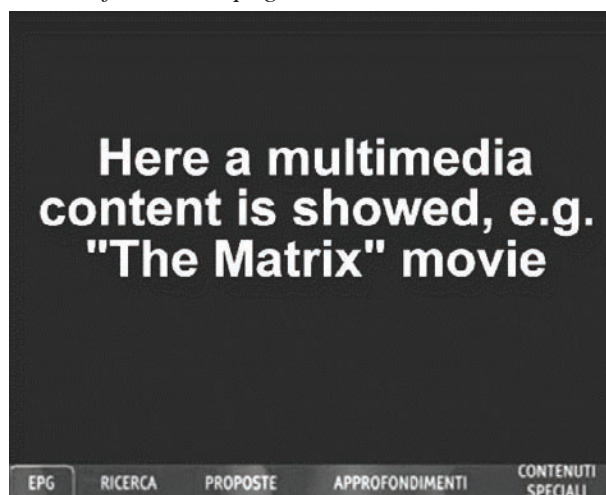 Here a multimedia
content is showed, e.g.
"The Matrix" movie
EPG RICERCA PROPOSTE APPROFONDIMENTI CONTENUTI
SPECIALI